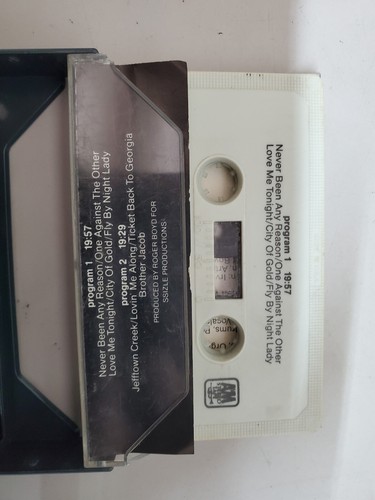 program 1 19:57
Never Been Any Reason/One Against The Other
Love Me Tonight/City Of Gold/Fly By Night Lady
program 2 19:29
Jefftown Creek/Lovin' Me Along/Ticket Back To Georgia
Brother Jacob
PRODUCED BY ROGER BOYD FOR
SSIZLE PRODUCTIONS
program 1 19:57
Never Been Any Reason/One Against The Other
Love Me Tonight/City Of Gold/Fly By Night Lady
A&M